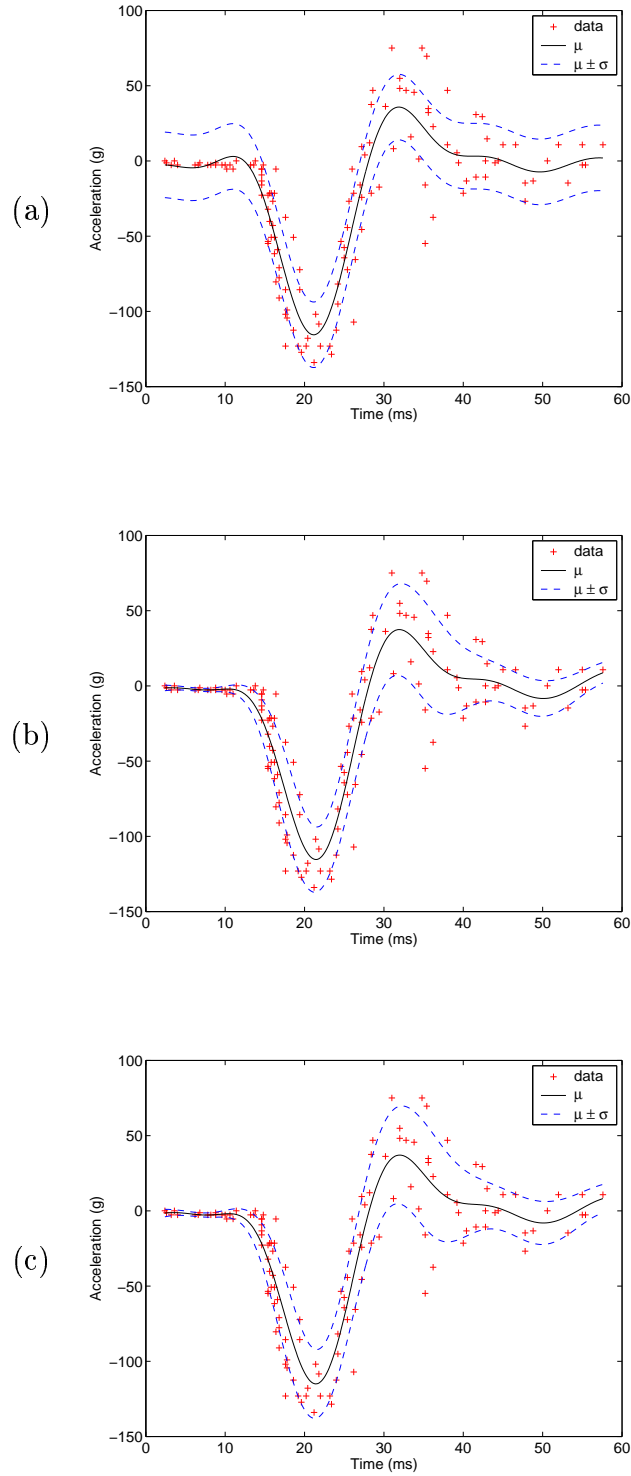 (a)
100
50
0
−50
−100
−150
0 10 20 30 40 50 60
Acceleration (g)
Time (ms)
data
μ
μ ± σ
(b)
100
50
0
−50
−100
−150
0 10 20 30 40 50 60
Acceleration (g)
Time (ms)
data
μ
μ ± σ
(c)
100
50
0
−50
−100
−150
0 10 20 30 40 50 60
Acceleration (g)
Time (ms)
data
μ
μ ± σ